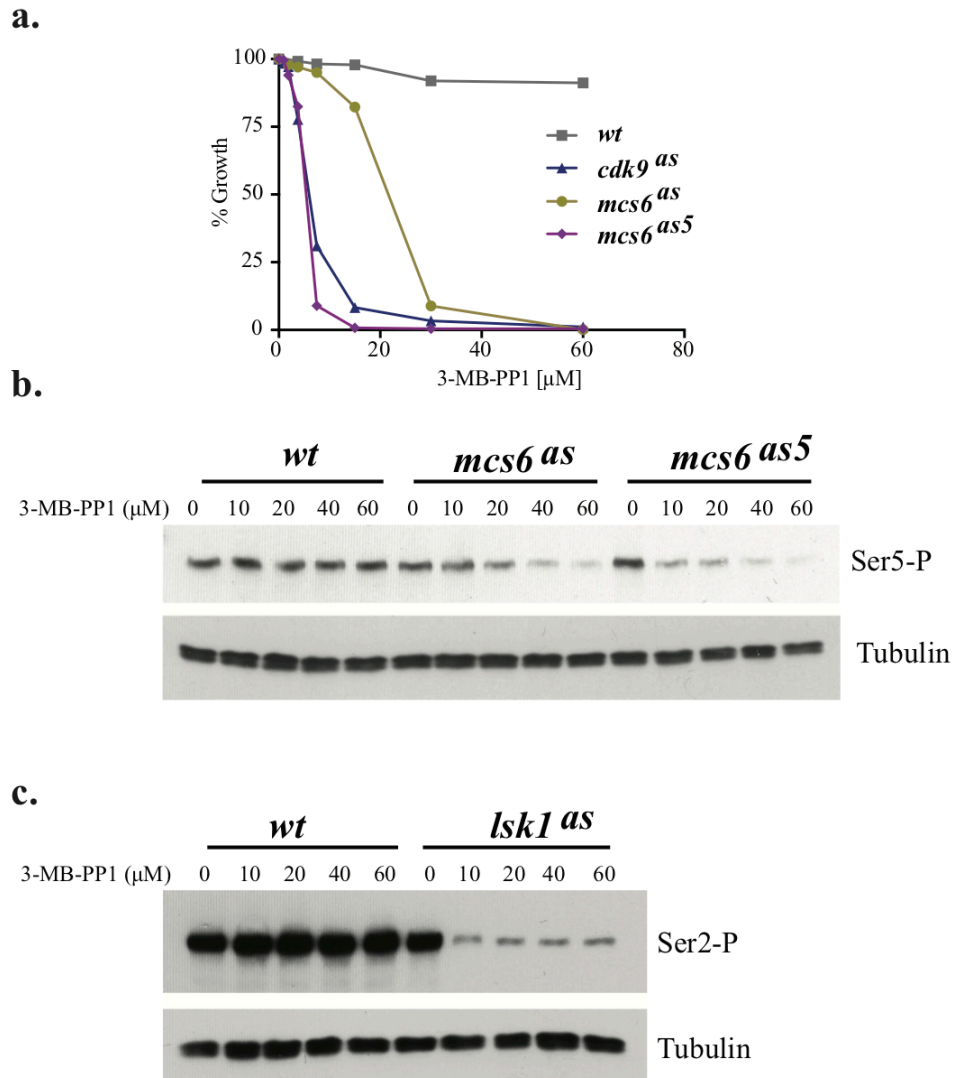 a.
100
75
50
25
0
% Growth
0 20 40 60 80
3-MB-PP1 [µM]
wt
cdk9 as
mcs6 as
mcs6 as5
b.
wt mcs6 as mcs6 as5
3-MB-PP1 (µM) 0 10 20 40 60 0 10 20 40 60 0 10 20 40 60
Ser5-P
Tubulin
c.
wt lsk1 as
3-MB-PP1 (µM) 0 10 20 40 60 0 10 20 40 60
Ser2-P
Tubulin